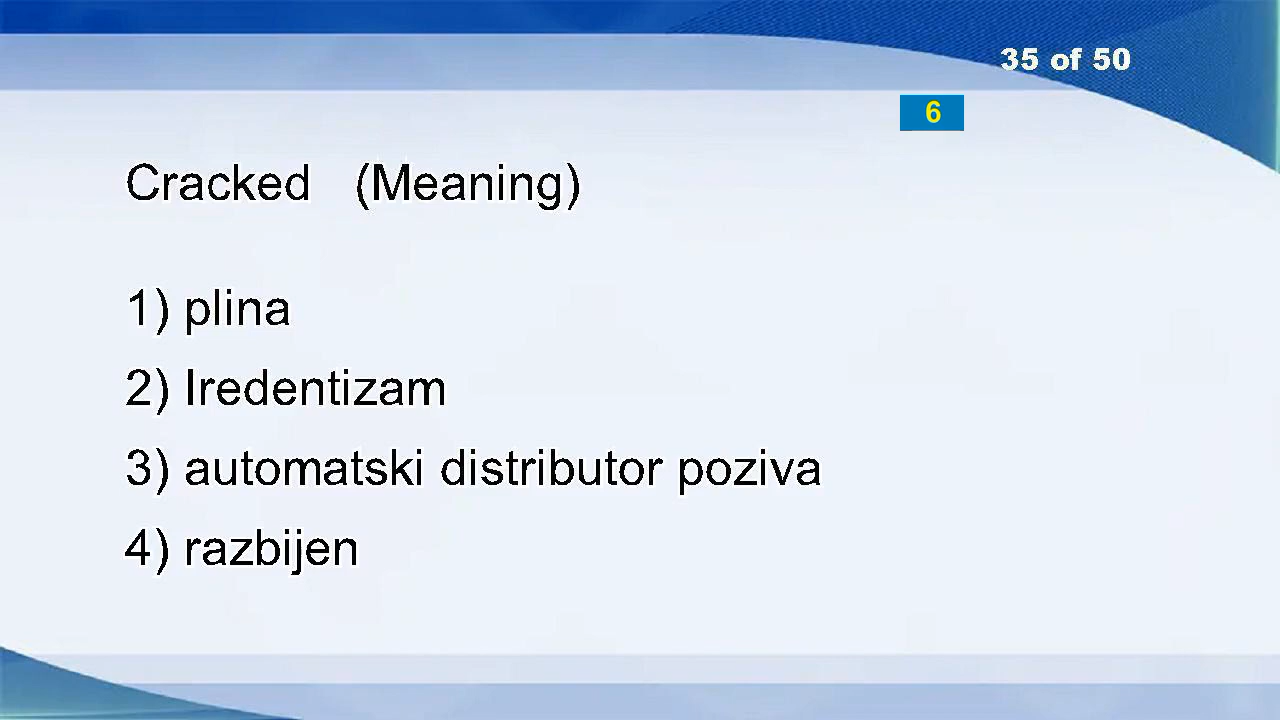 35 of 50
6
Cracked (Meaning)
1) plina
2) Iredentizam
3) automatski distributor poziva
4) razbijen